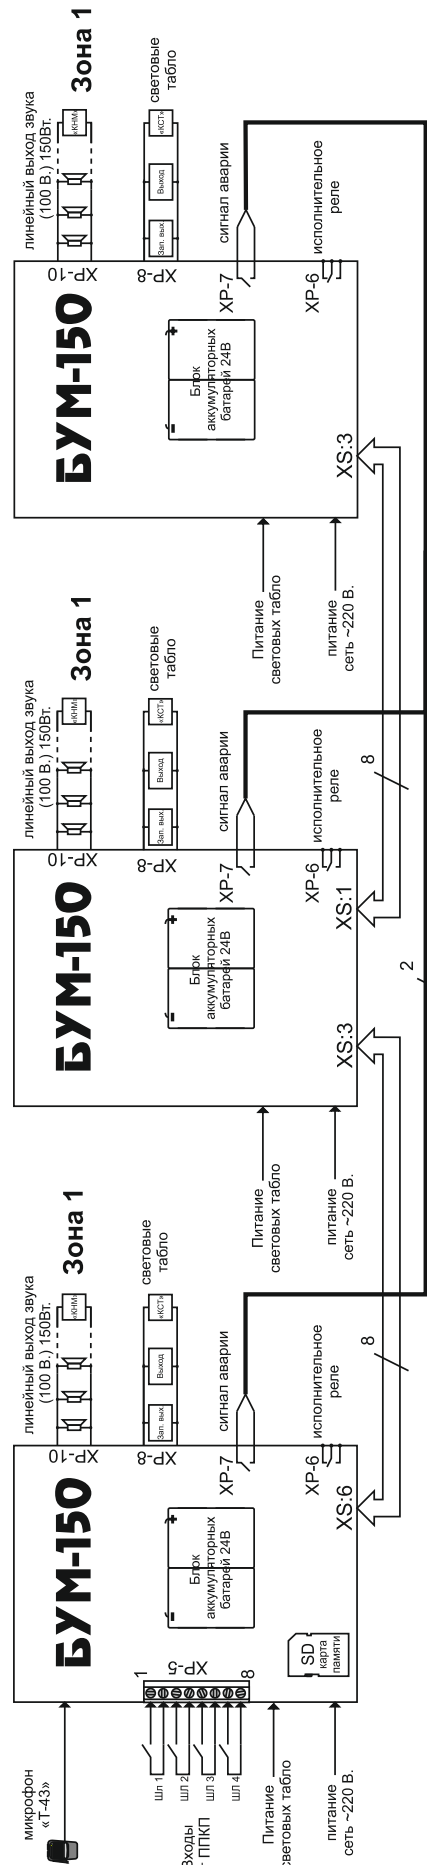 микрофон
«Т-43»
Входы
ППКП
ШЛ 1
ШЛ 2
ШЛ 3
ШЛ 4
Питание
световых табло
питание
сеть ~220 В.
БУМ-150
1
XP-5
8
SD
карта
памяти
Блок
аккумуляторных
батарей 24В
- +
XP-10
XP-8
XP-7
XP-6
XS:6
линейный выход звука
(100 В.) 150Вт.
«КНМ»
Зона 1
световые
табло
Зап. вых
Выход
«КСТ»
сигнал аварии
исполнительное
реле
8
Питание
световых табло
питание
сеть ~220 В.
БУМ-150
Блок
аккумуляторных
батарей 24В
- +
XS:3
XS:1
XP-10
XP-8
XP-7
XP-6
линейный выход звука
(100 В.) 150Вт.
«КНМ»
Зона 1
световые
табло
Зап. вых
Выход
«КСТ»
сигнал аварии
исполнительное
реле
2
8
Питание
световых табло
питание
сеть ~220 В.
БУМ-150
Блок
аккумуляторных
батарей 24В
- +
XS:3
XP-10
XP-8
XP-7
XP-6
линейный выход звука
(100 В.) 150Вт.
«КНМ»
Зона 1
световые
табло
Зап. вых
Выход
«КСТ»
сигнал аварии
исполнительное
реле